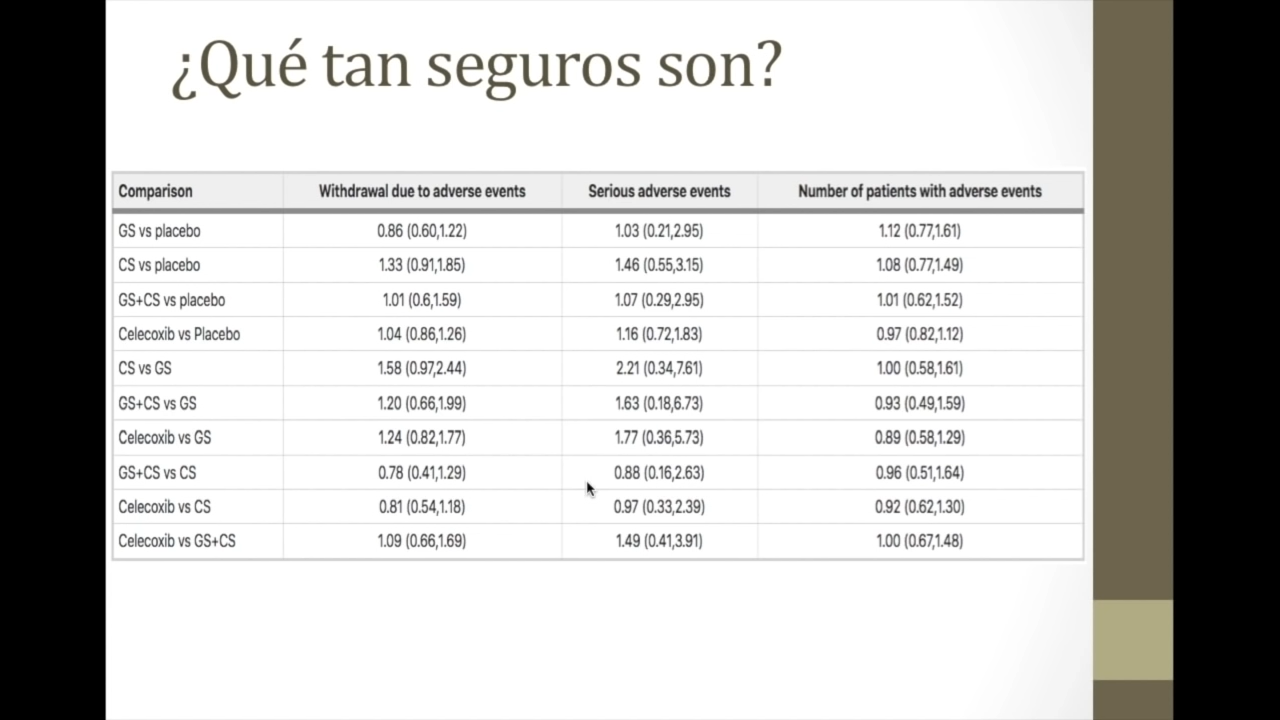 ¿Qué tan seguros son?
Comparison Withdrawal due to adverse events Serious adverse events Number of patients with adverse events
GS vs placebo 0.86 (0.60,1.22) 1.03 (0.21,2.95) 1.12 (0.77,1.61)
CS vs placebo 1.33 (0.91,1.85) 1.46 (0.55,3.15) 1.08 (0.77,1.49)
GS+CS vs placebo 1.01 (0.6,1.59) 1.07 (0.29,2.95) 1.01 (0.62,1.52)
Celecoxib vs Placebo 1.04 (0.86,1.26) 1.16 (0.72,1.83) 0.97 (0.82,1.12)
CS vs GS 1.58 (0.97,2.44) 2.21 (0.34,7.61) 1.00 (0.58,1.61)
GS+CS vs GS 1.20 (0.66,1.99) 1.63 (0.18,6.73) 0.93 (0.49,1.59)
Celecoxib vs GS 1.24 (0.82,1.77) 1.77 (0.36,5.73) 0.89 (0.58,1.29)
GS+CS vs CS 0.78 (0.41,1.29) 0.88 (0.16,2.63) 0.96 (0.51,1.64)
Celecoxib vs CS 0.81 (0.54,1.18) 0.97 (0.33,2.39) 0.92 (0.62,1.30)
Celecoxib vs GS+CS 1.09 (0.66,1.69) 1.49 (0.41,3.91) 1.00 (0.67,1.48)